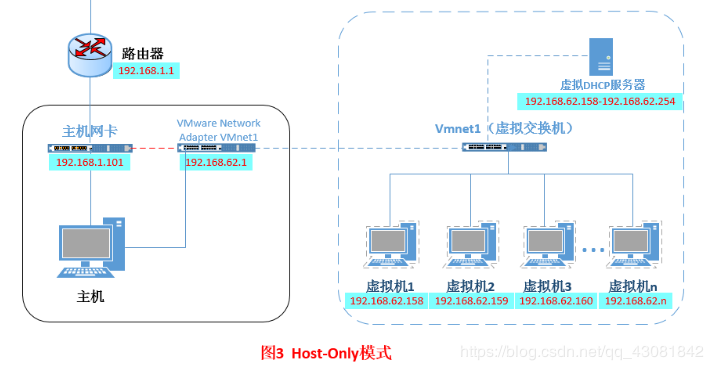 路由器
192.168.1.1
主机网卡
192.168.1.101
VMware Network
Adapter VMnet1
192.168.62.1
主机
虚拟DHCP服务器
192.168.62.158-192.168.62.254
Vmnet1（虚拟交换机）
虚拟机1
192.168.62.158
虚拟机2
192.168.62.159
虚拟机3
192.168.62.160
...
虚拟机n
192.168.62.n
图3 Host-Only模式
https://blog.csdn.net/qq_43081842